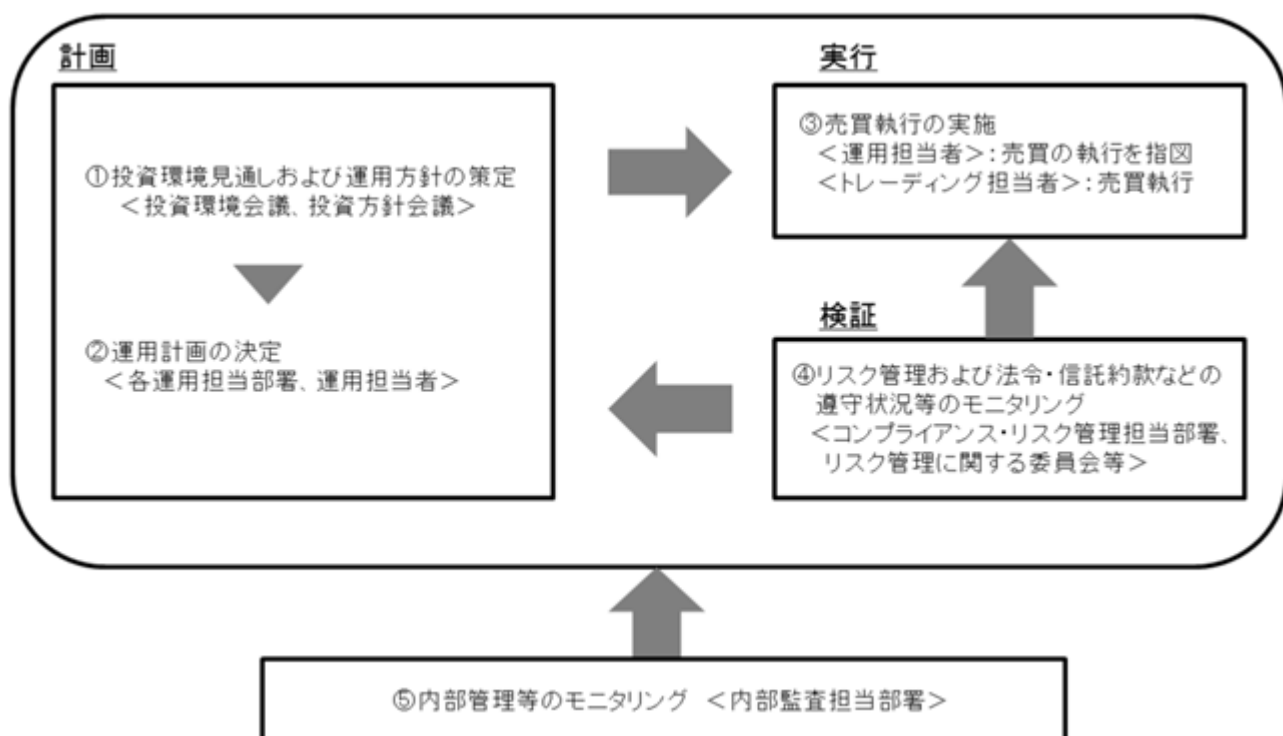 計画
①投資環境見通しおよび運用方針の策定
<投資環境会議、投資方針会議>
②運用計画の決定
<各運用担当部署、運用担当者>
実行
③売買執行の実施
<運用担当者>:売買の執行を指図
<トレーディング担当者>:売買執行
検証
④リスク管理および法令・信託約款などの
遵守状況等のモニタリング
<コンプライアンス・リスク管理担当部署、
リスク管理に関する委員会等>
⑤内部管理等のモニタリング <内部監査担当部署>